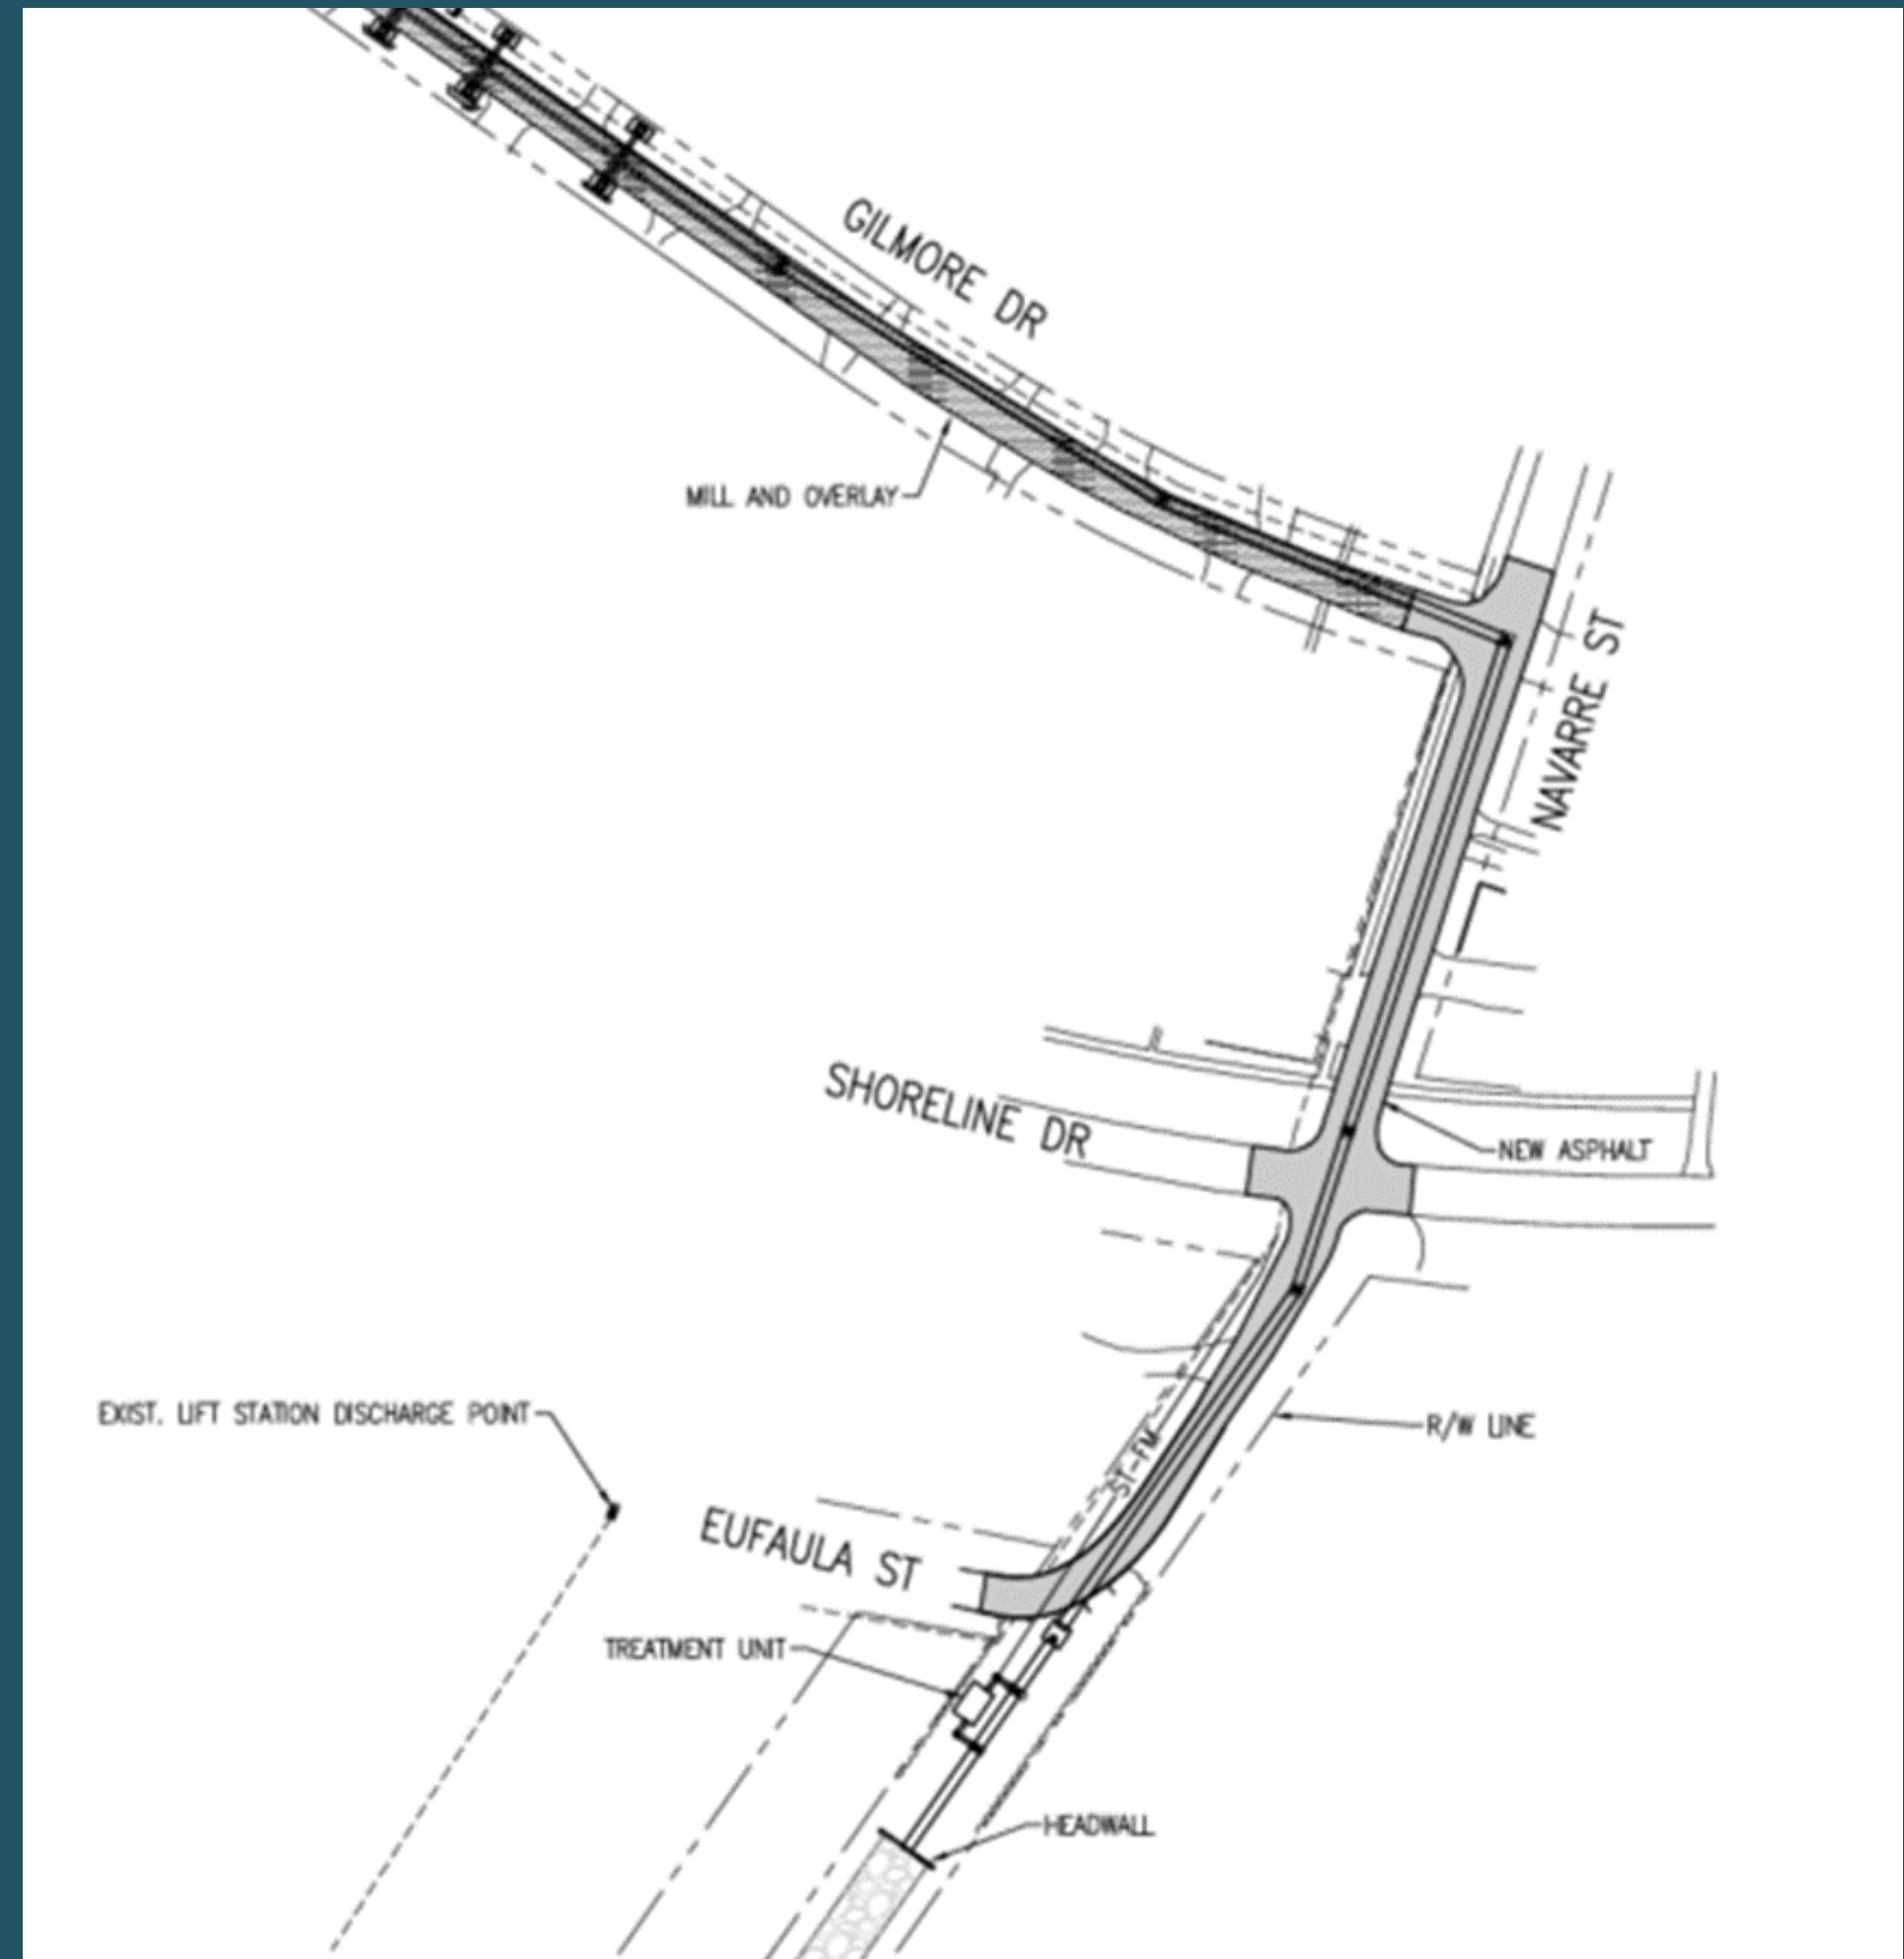 GILMORE DR
MILL AND OVERLAY
NAVARRE ST
SHORELINE DR
NEW ASPHALT
EXIST. LIFT STATION DISCHARGE POINT
R/W LINE
ST-FM
EUFAULA ST
TREATMENT UNIT
HEADWALL